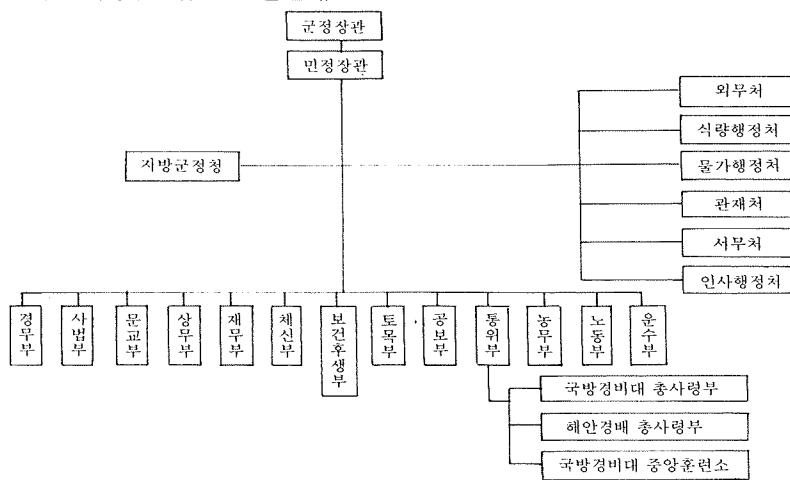 군정장관
민정장관
외무처
식량행정처
지방군정청
물가행정처
관재처
서무처
인사행정처
경무부
사법부
문교부
상무부
재무부
체신부
보건후생부
토목부
공보부
통위부
농무부
노동부
운수부
국방경비대 총사령부
해안경배 총사령부
국방경비대 중앙훈련소